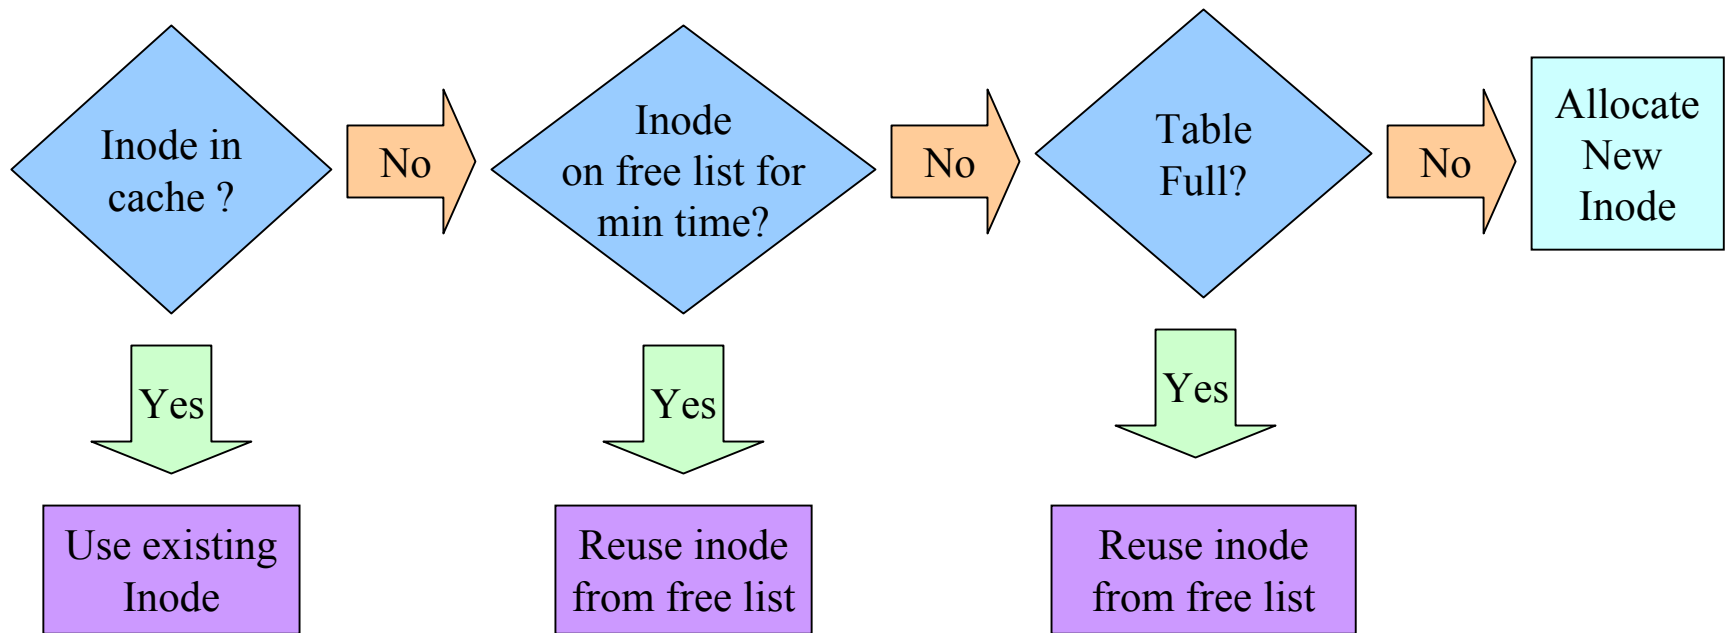 Inode in
cache ?
No
Inode
on free list for
min time?
No
Table
Full?
No
Allocate
New
Inode
Yes
Yes
Yes
Use existing
Inode
Reuse inode
from free list
Reuse inode
from free list